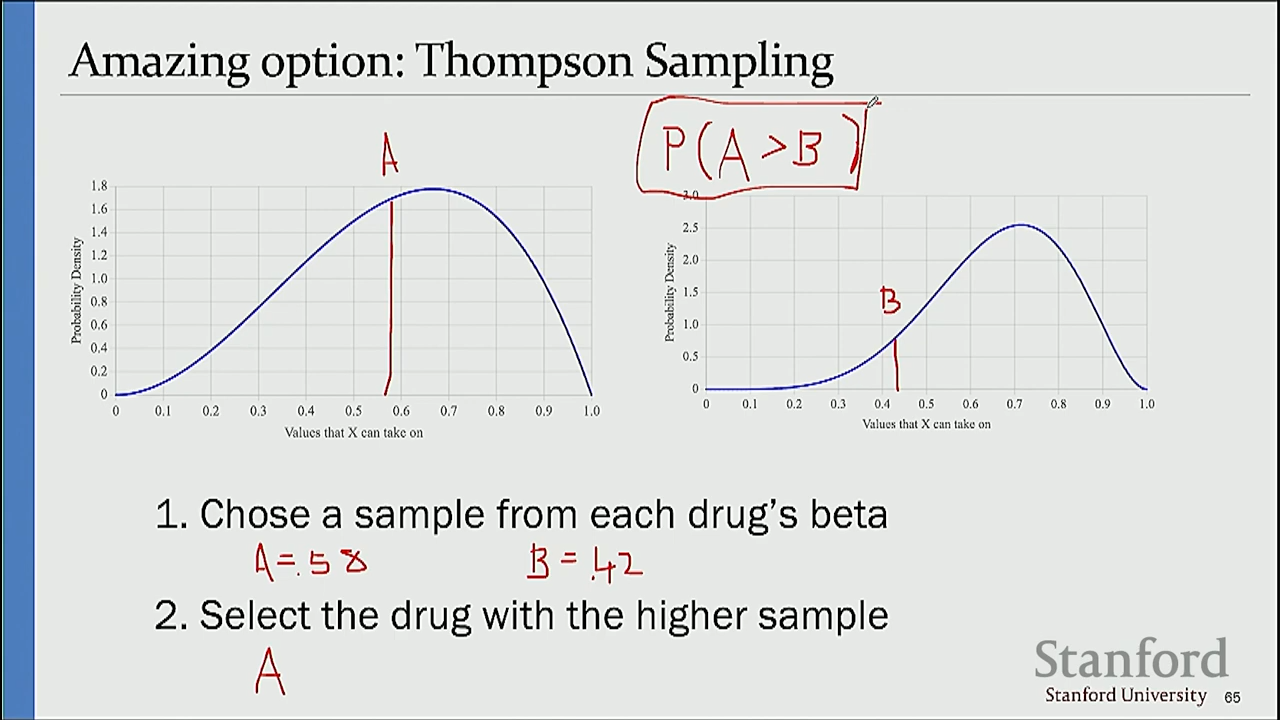 Amazing option: Thompson Sampling
A
P(A > B)
1.8
1.6
1.4
1.2
1.0
0.8
0.6
0.4
0.2
0
Probability Density
0 0.1 0.2 0.3 0.4 0.5 0.6 0.7 0.8 0.9 1.0
Values that X can take on
3.0
2.5
2.0
1.5
1.0
0.5
0
Probability Density
B
0 0.1 0.2 0.3 0.4 0.5 0.6 0.7 0.8 0.9 1.0
Values that X can take on
1. Chose a sample from each drug's beta
A = .58 B = .42
2. Select the drug with the higher sample
A
Stanford
Stanford University 65